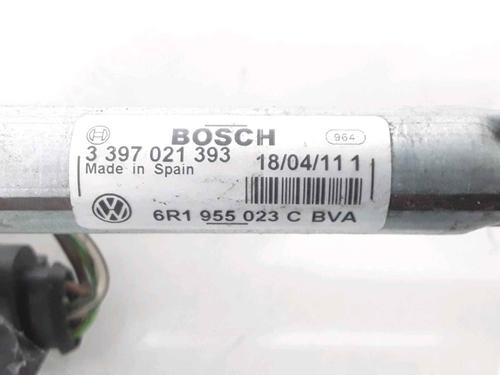 BOSCH 964
3 397 021 393 18/04/11 1
Made in Spain
6R1 955 023 C BVA